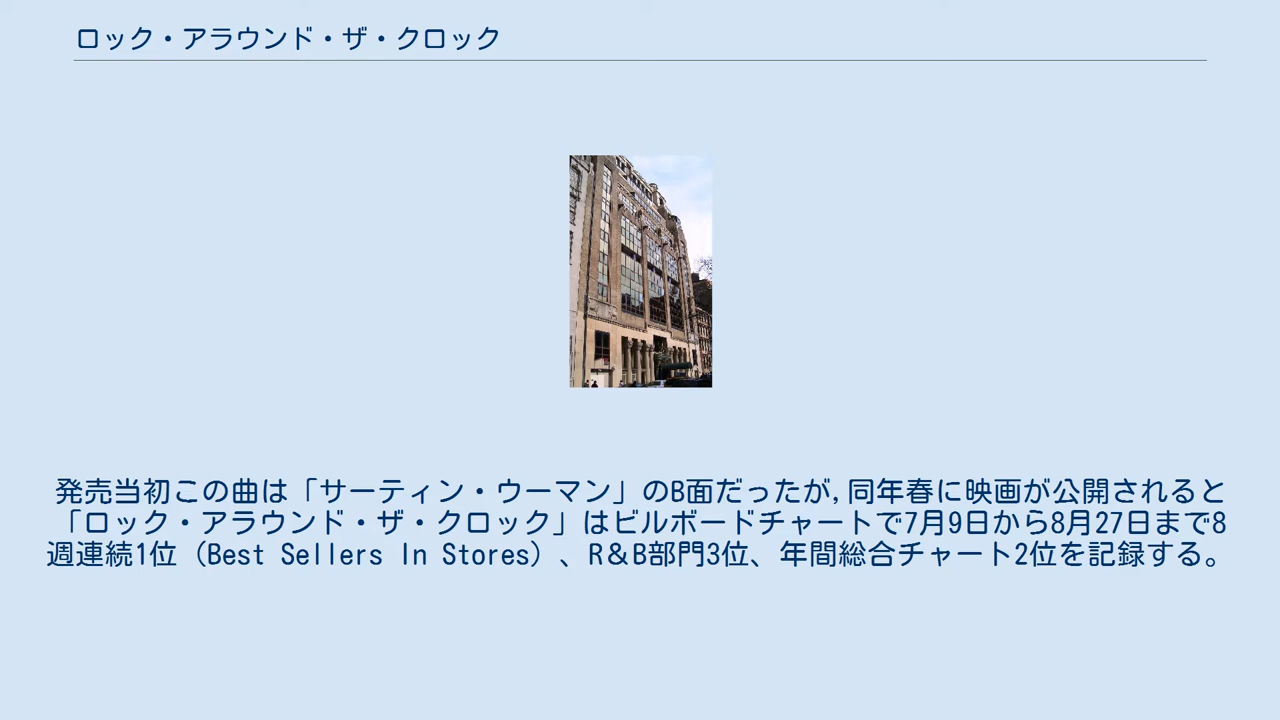 ロック・アラウンド・ザ・クロック
発売当初この曲は「サーティン・ウーマン」のB面だったが,同年春に映画が公開されると
「ロック・アラウンド・ザ・クロック」はビルボードチャートで7月9日から8月27日まで8
週連続1位（Best Sellers In Stores）、R＆B部門3位、年間総合チャート2位を記録する。